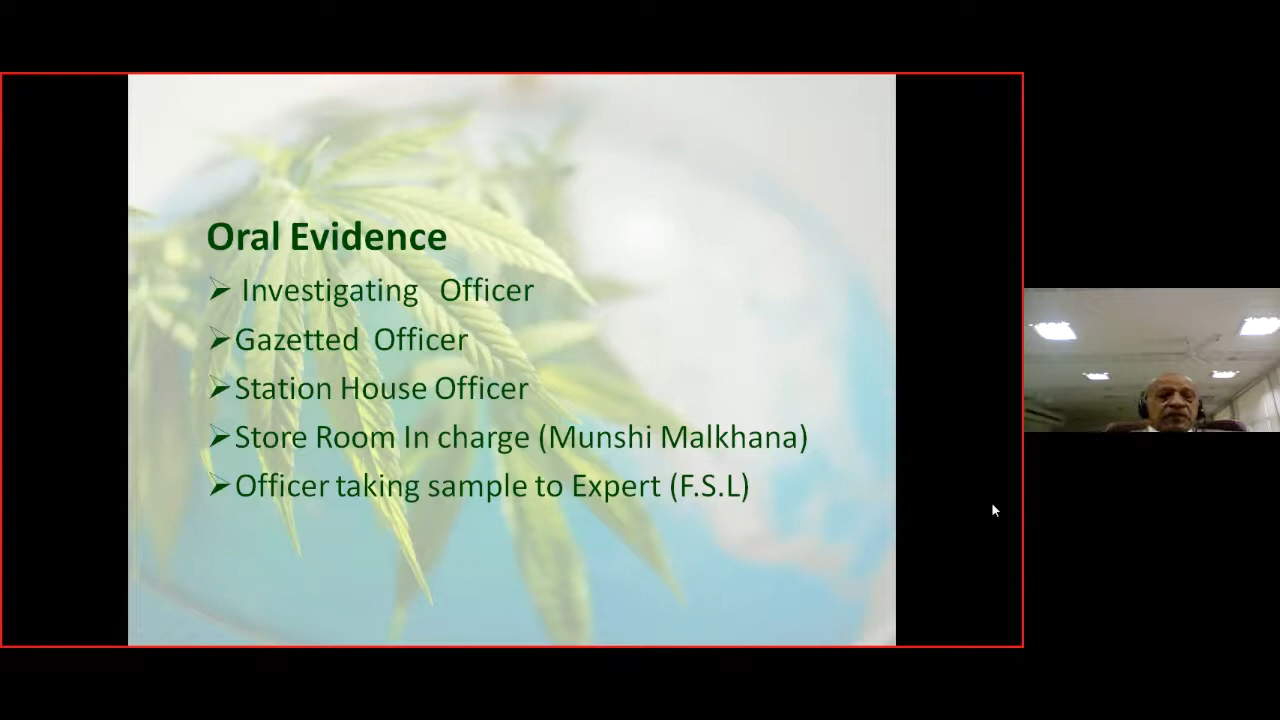 Oral Evidence
➢ Investigating Officer
➢Gazetted Officer
➢Station House Officer
➢Store Room In charge (Munshi Malkhana)
➢Officer taking sample to Expert (F.S.L)